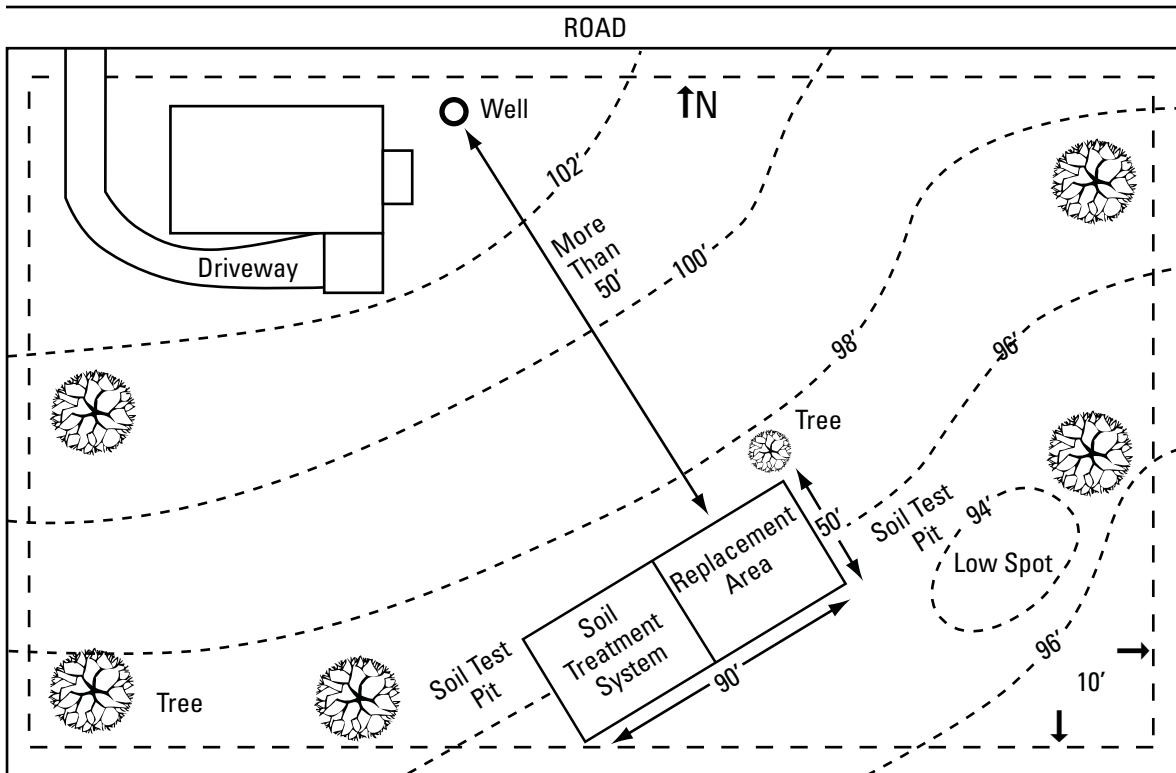 ROAD
↑N
Well
102′
More
Than
50′
100′
Driveway
98′
96′
Tree
Soil Test
Pit
94′
Low Spot
50′
Replacement
Area
Soil
Treatment
System
90′
Soil Test
Pit
Tree
96′
10′